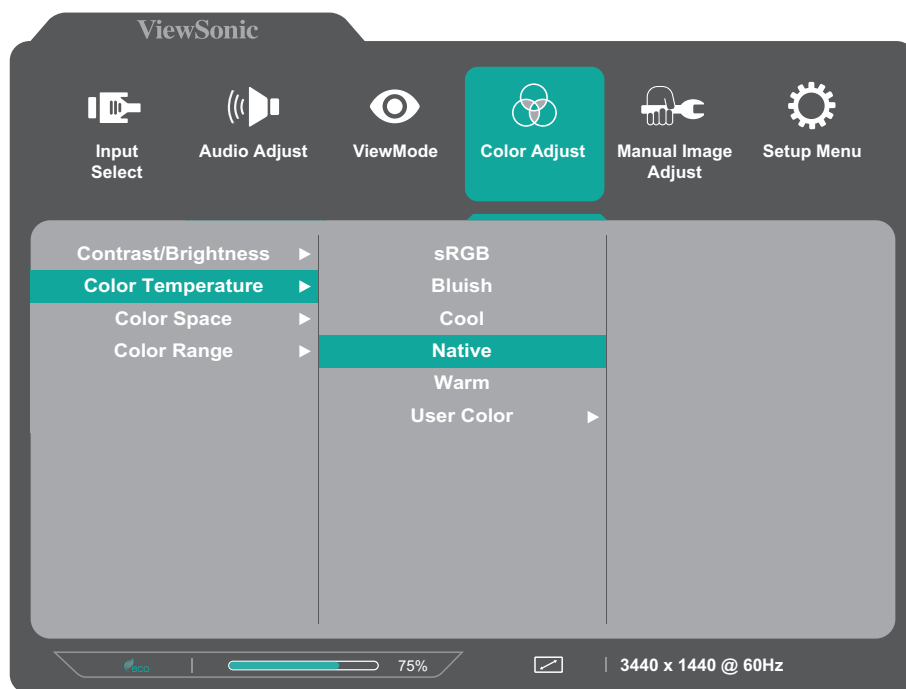 ViewSonic
Input
Select
Audio Adjust
ViewMode
Color Adjust
Manual Image
Adjust
Setup Menu
Contrast/Brightness
Color Temperature
Color Space
Color Range
sRGB
Bluish
Cool
Native
Warm
User Color
eco
75%
3440 x 1440 @ 60Hz